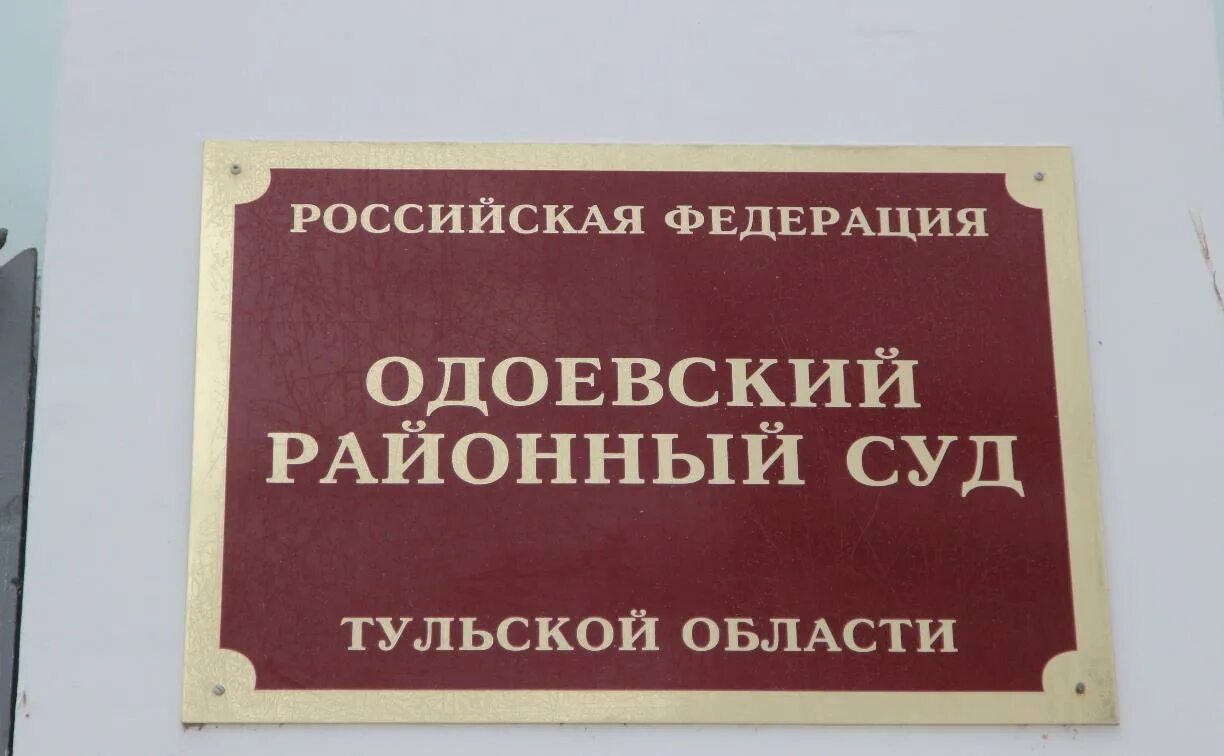 РОССИЙСКАЯ ФЕДЕРАЦИЯ
ОДОЕВСКИЙ
РАЙОННЫЙ СУД
ТУЛЬСКОЙ ОБЛАСТИ